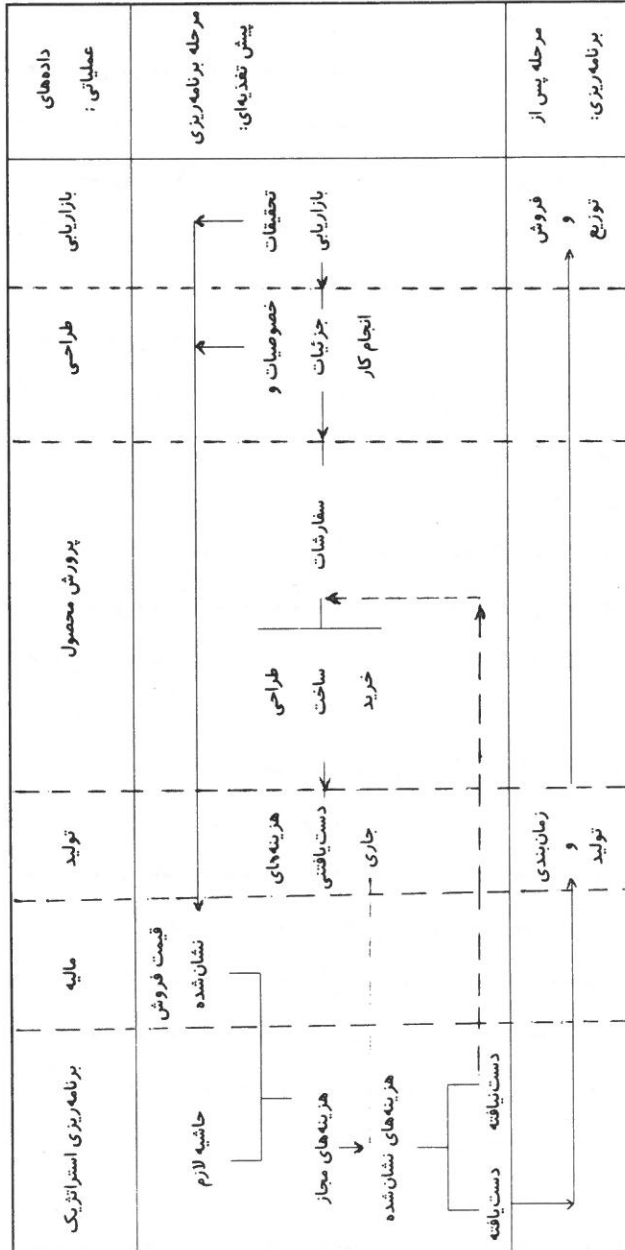 داده‌های
عملیاتی :
بازاریابی
طراحی
پرورش محصول
تولید
مالیه
برنامه‌ریزی استراتژیک
مرحله برنامه‌ریزی
پیش تغذیه‌ای:
تحقیقات
بازاریابی
خصوصیات و
جزئیات
انجام کار
سفارشات
طراحی
ساخت
خرید
هزینه‌های
دست‌یافتنی
جاری
قیمت فروش
نشان‌شده
حاشیه لازم
هزینه‌های مجاز
هزینه‌های نشان‌شده
دست‌نیافته
دست‌یافته
مرحله پس از
برنامه‌ریزی:
فروش
و
توزیع
زمان‌بندی
و
تولید